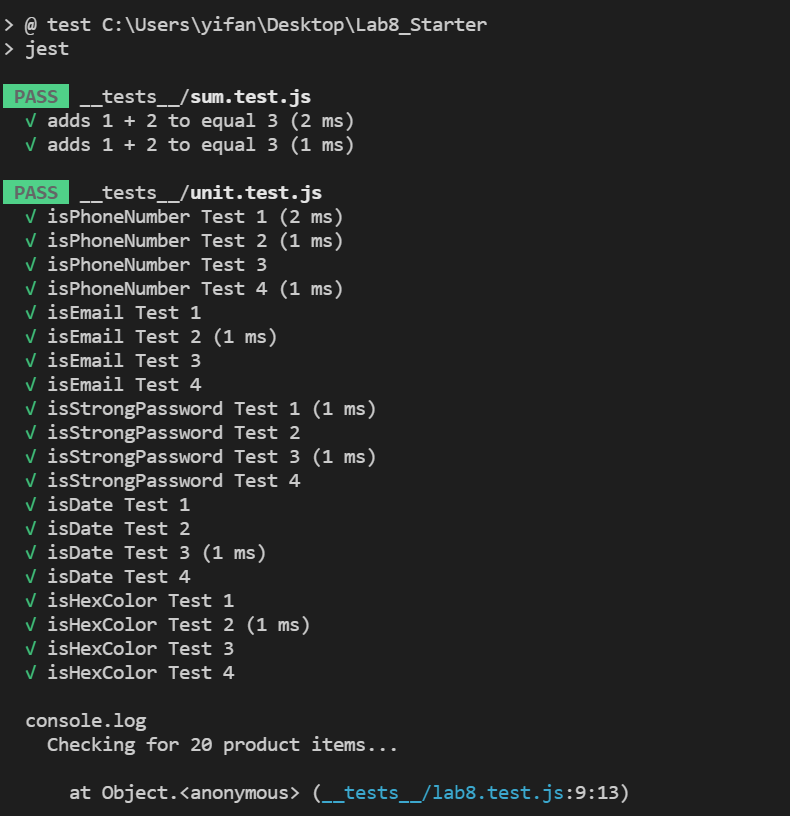 > @ test C:\Users\yifan\Desktop\Lab8_Starter
> jest
PASS __tests__/sum.test.js
√ adds 1 + 2 to equal 3 (2 ms)
√ adds 1 + 2 to equal 3 (1 ms)
PASS __tests__/unit.test.js
√ isPhoneNumber Test 1 (2 ms)
√ isPhoneNumber Test 2 (1 ms)
√ isPhoneNumber Test 3
√ isPhoneNumber Test 4 (1 ms)
√ isEmail Test 1
√ isEmail Test 2 (1 ms)
√ isEmail Test 3
√ isEmail Test 4
√ isStrongPassword Test 1 (1 ms)
√ isStrongPassword Test 2
√ isStrongPassword Test 3 (1 ms)
√ isStrongPassword Test 4
√ isDate Test 1
√ isDate Test 2
√ isDate Test 3 (1 ms)
√ isDate Test 4
√ isHexColor Test 1
√ isHexColor Test 2 (1 ms)
√ isHexColor Test 3
√ isHexColor Test 4
console.log
Checking for 20 product items...
at Object.<anonymous> (__tests__/lab8.test.js:9:13)